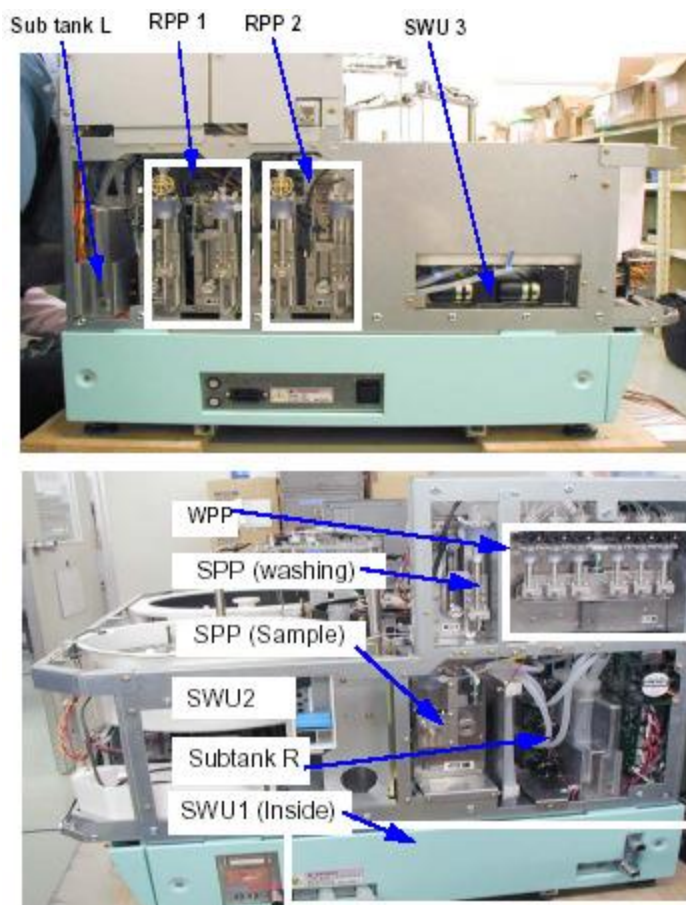 Sub tank L
RPP 1
RPP 2
SWU 3
WPP
SPP (washing)
SPP (Sample)
SWU2
Subtank R
SWU1 (Inside)